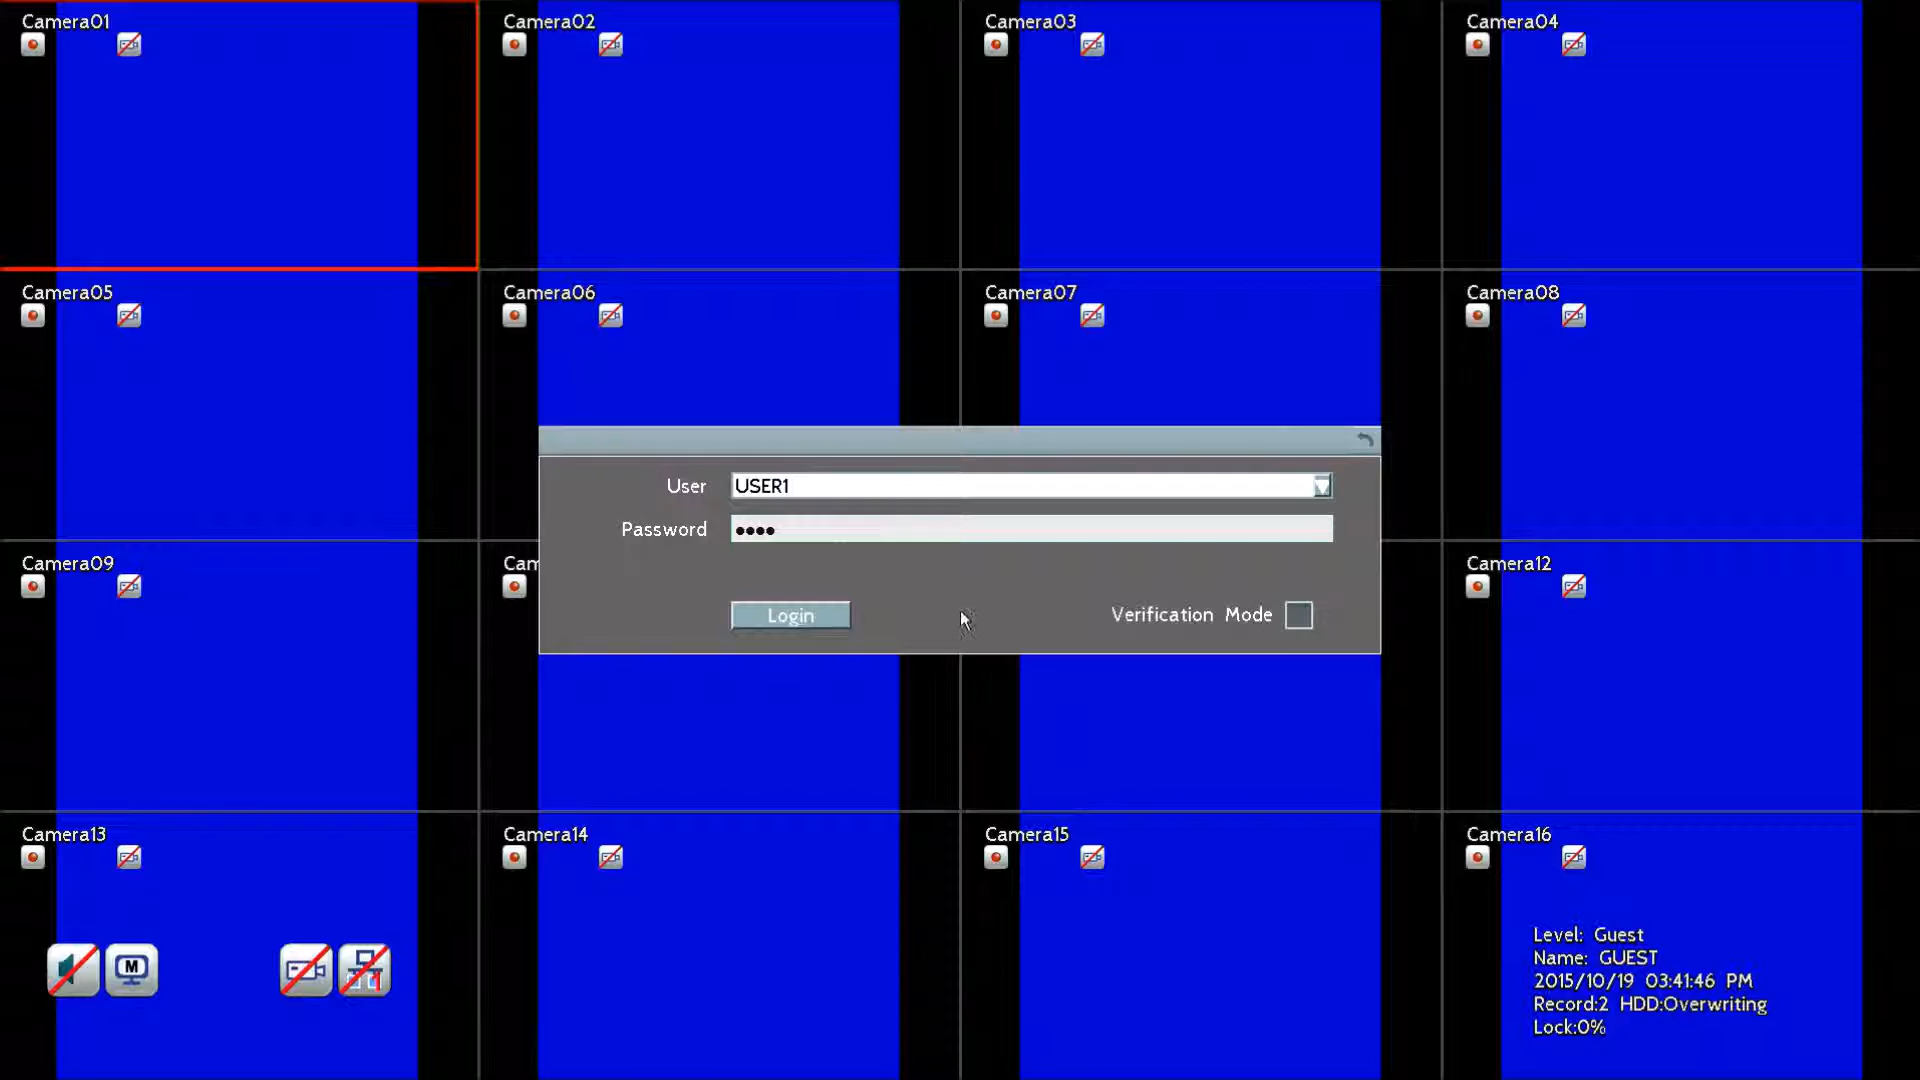 Camera01
Camera02
Camera03
Camera04
Camera05
Camera06
Camera07
Camera08
User USER1
Password ••••
Login
Verification Mode
Camera09
Cam
Camera12
Camera13
Camera14
Camera15
Camera16
M
Level: Guest
Name: GUEST
2015/10/19 03:41:46 PM
Record:2 HDD:Overwriting
Lock:0%